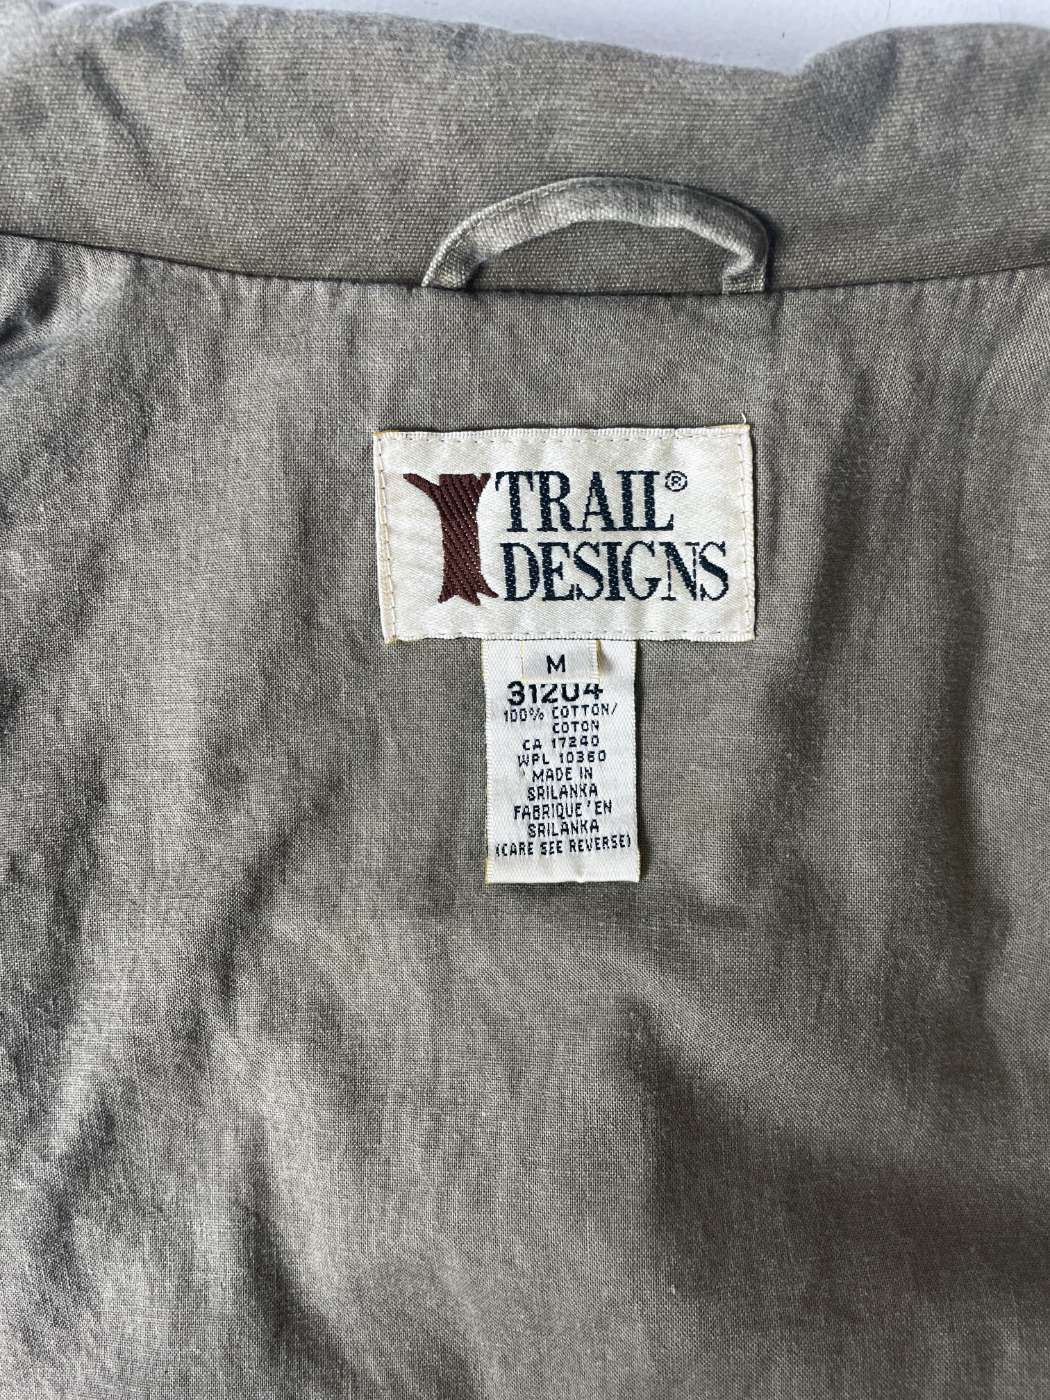 TRAIL®
DESIGNS
M
31204
100% COTTON/
COTON
CA 17240
WPL 10360
MADE IN
SRILANKA
FABRIQUE'EN
SRILANKA
(CARE SEE REVERSE)